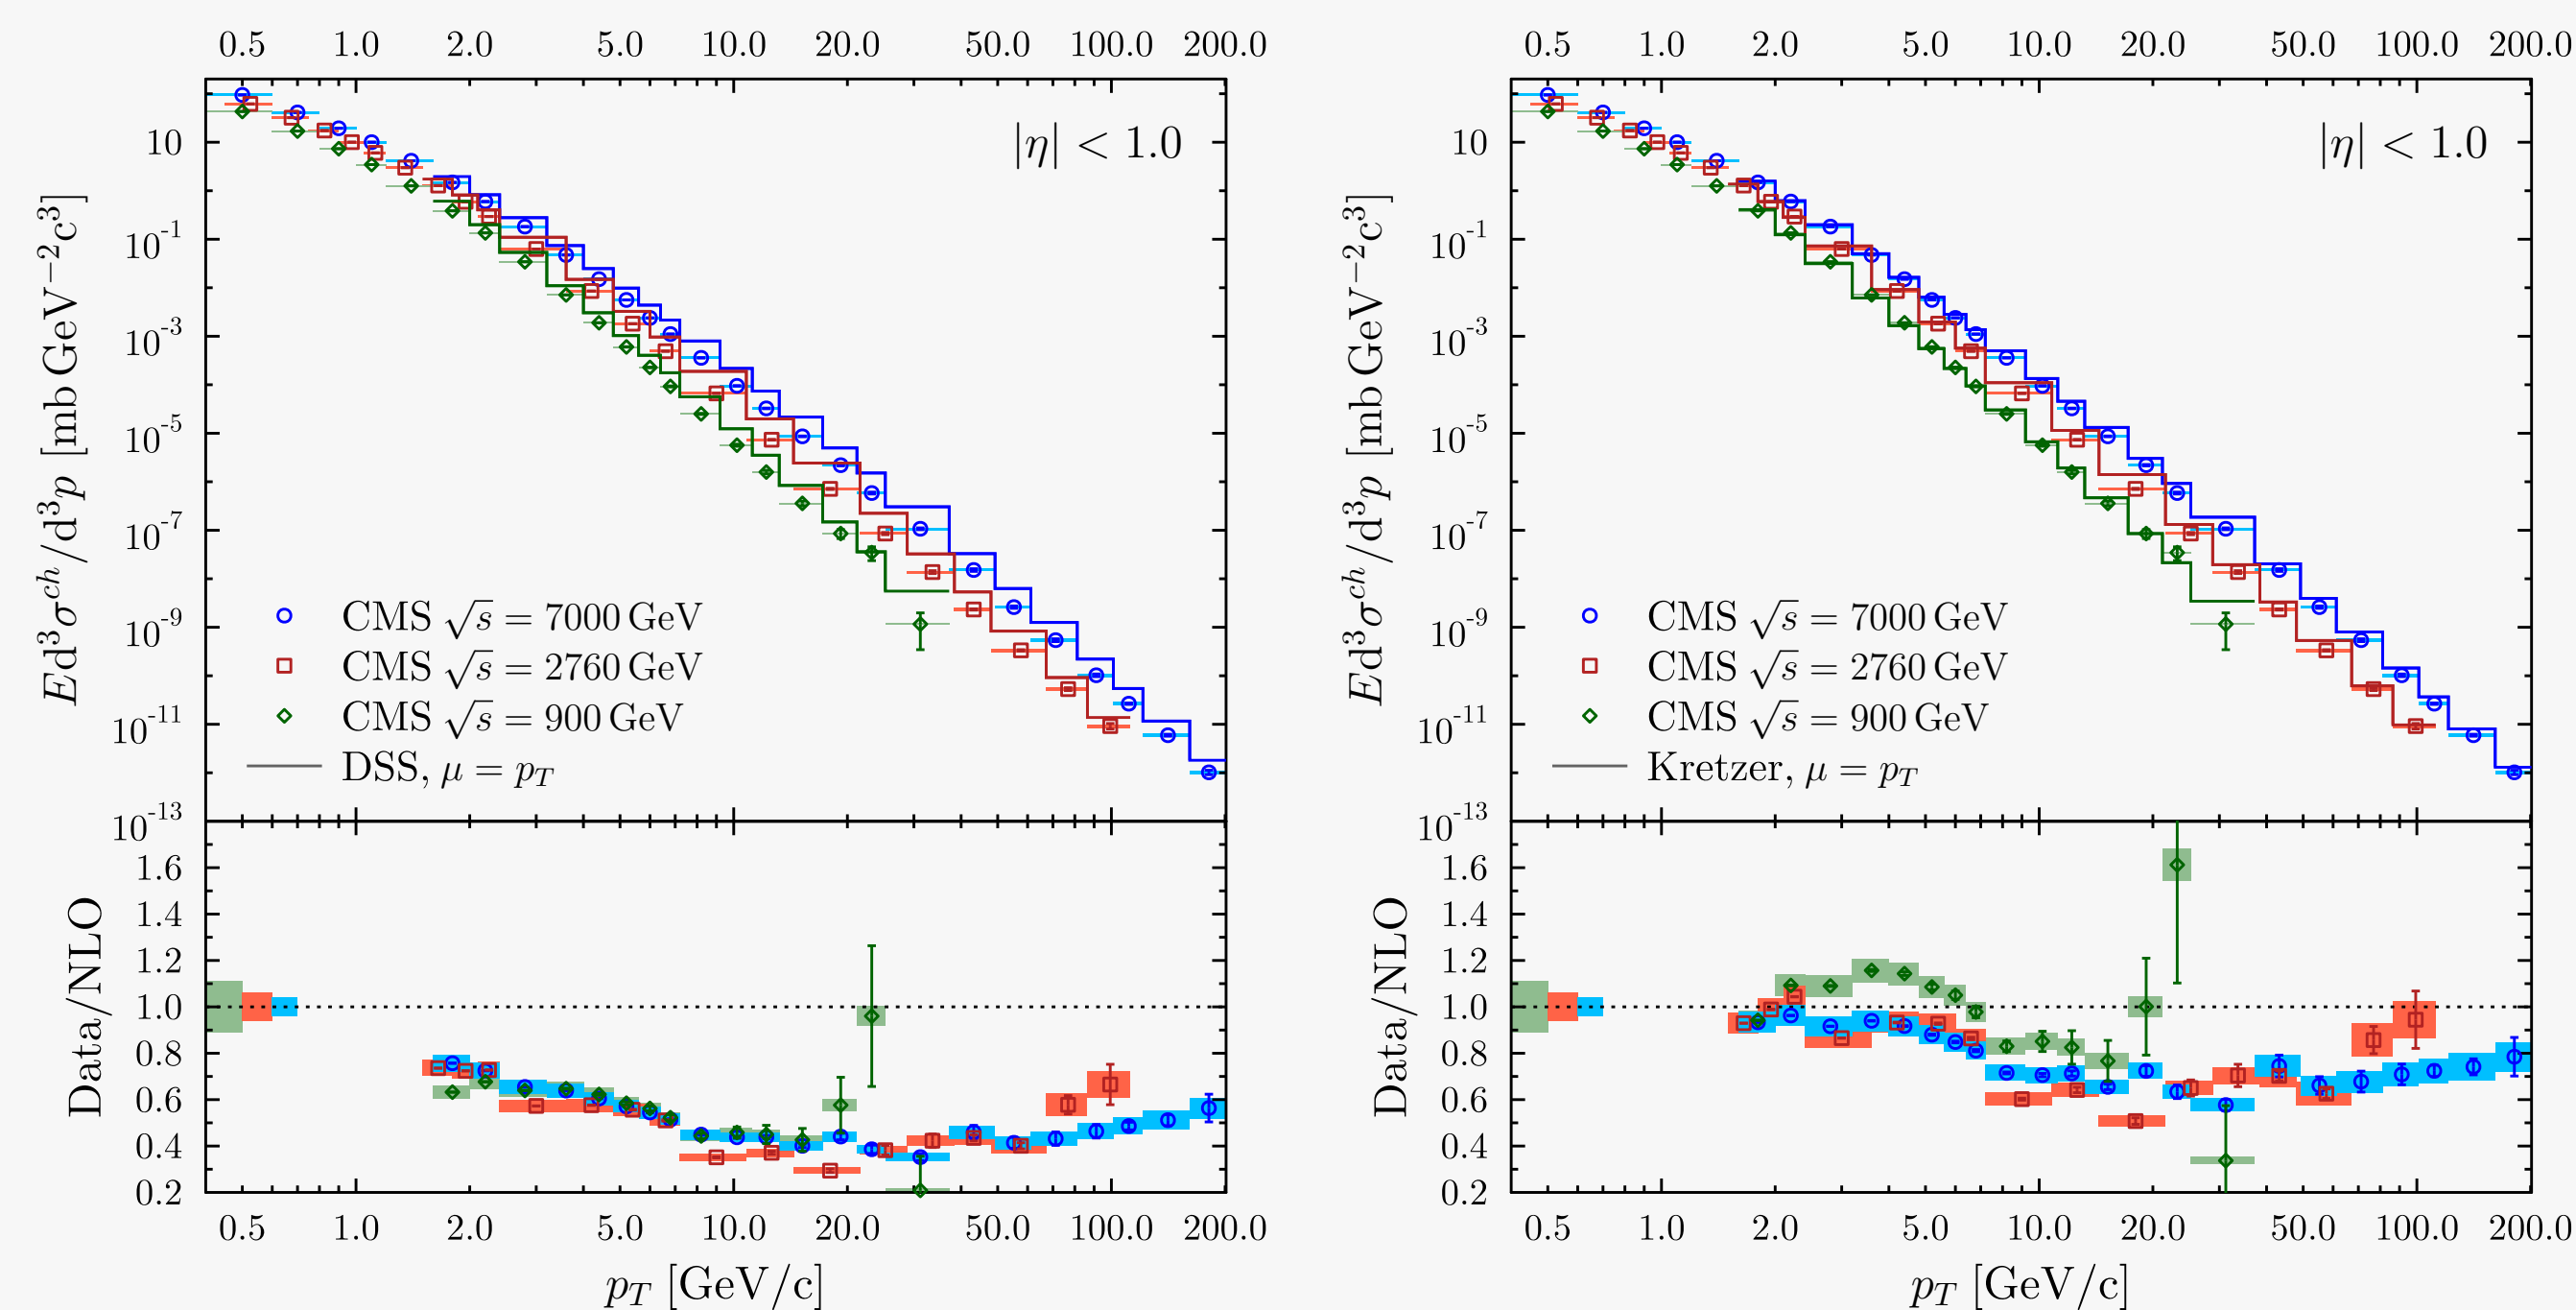 0.5 1.0 2.0 5.0 10.0 20.0 50.0 100.0 200.0
|η| < 1.0
Ed³σ^{ch}/d³p [mb GeV⁻²c³]
10
10⁻¹
10⁻³
10⁻⁵
10⁻⁷
10⁻⁹
10⁻¹¹
10⁻¹³
CMS √s = 7000 GeV
CMS √s = 2760 GeV
CMS √s = 900 GeV
DSS, μ = p_T
Data/NLO
1.6
1.4
1.2
1.0
0.8
0.6
0.4
0.2
0.5 1.0 2.0 5.0 10.0 20.0 50.0 100.0 200.0
p_T [GeV/c]
0.5 1.0 2.0 5.0 10.0 20.0 50.0 100.0 200.0
|η| < 1.0
Ed³σ^{ch}/d³p [mb GeV⁻²c³]
10
10⁻¹
10⁻³
10⁻⁵
10⁻⁷
10⁻⁹
10⁻¹¹
10⁻¹³
CMS √s = 7000 GeV
CMS √s = 2760 GeV
CMS √s = 900 GeV
Kretzer, μ = p_T
Data/NLO
1.6
1.4
1.2
1.0
0.8
0.6
0.4
0.2
0.5 1.0 2.0 5.0 10.0 20.0 50.0 100.0 200.0
p_T [GeV/c]